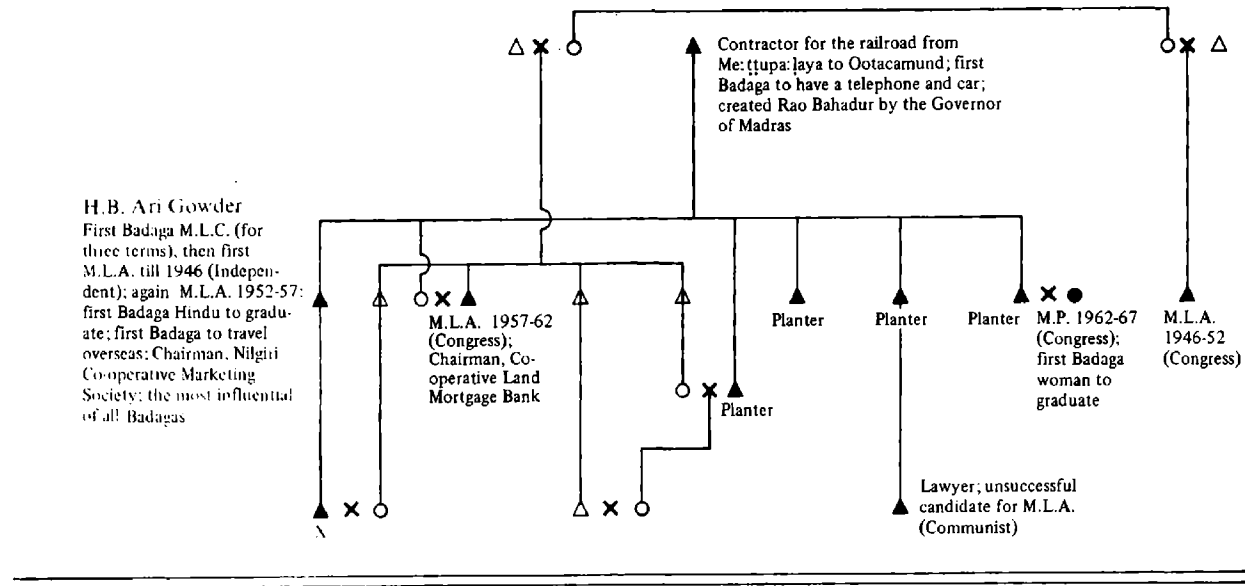 Contractor for the railroad from
Me:ṭṭupa:ḷaya to Ootacamund; first
Badaga to have a telephone and car;
created Rao Bahadur by the Governor
of Madras
H.B. Ari Gowder
First Badaga M.L.C. (for
three terms), then first
M.L.A. till 1946 (Indepen-
dent); again M.L.A. 1952-57;
first Badaga Hindu to gradu-
ate; first Badaga to travel
overseas; Chairman, Nilgiri
Co-operative Marketing
Society; the most influential
of all Badagas
M.L.A. 1957-62
(Congress);
Chairman, Co-
operative Land
Mortgage Bank
Planter
Planter
Planter
Planter
M.P. 1962-67
(Congress);
first Badaga
woman to
graduate
M.L.A.
1946-52
(Congress)
Lawyer; unsuccessful
candidate for M.L.A.
(Communist)